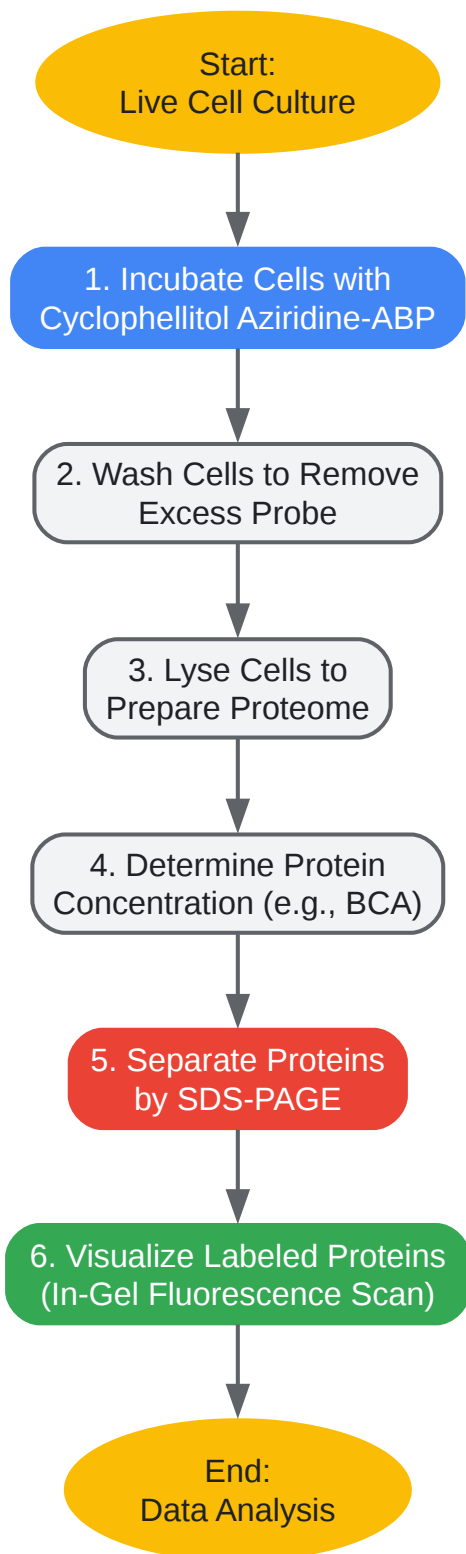 Start:
Live Cell Culture
1. Incubate Cells with
Cyclophellitol Aziridine-ABP
2. Wash Cells to Remove
Excess Probe
3. Lyse Cells to
Prepare Proteome
4. Determine Protein
Concentration (e.g., BCA)
5. Separate Proteins
by SDS-PAGE
6. Visualize Labeled Proteins
(In-Gel Fluorescence Scan)
End:
Data Analysis